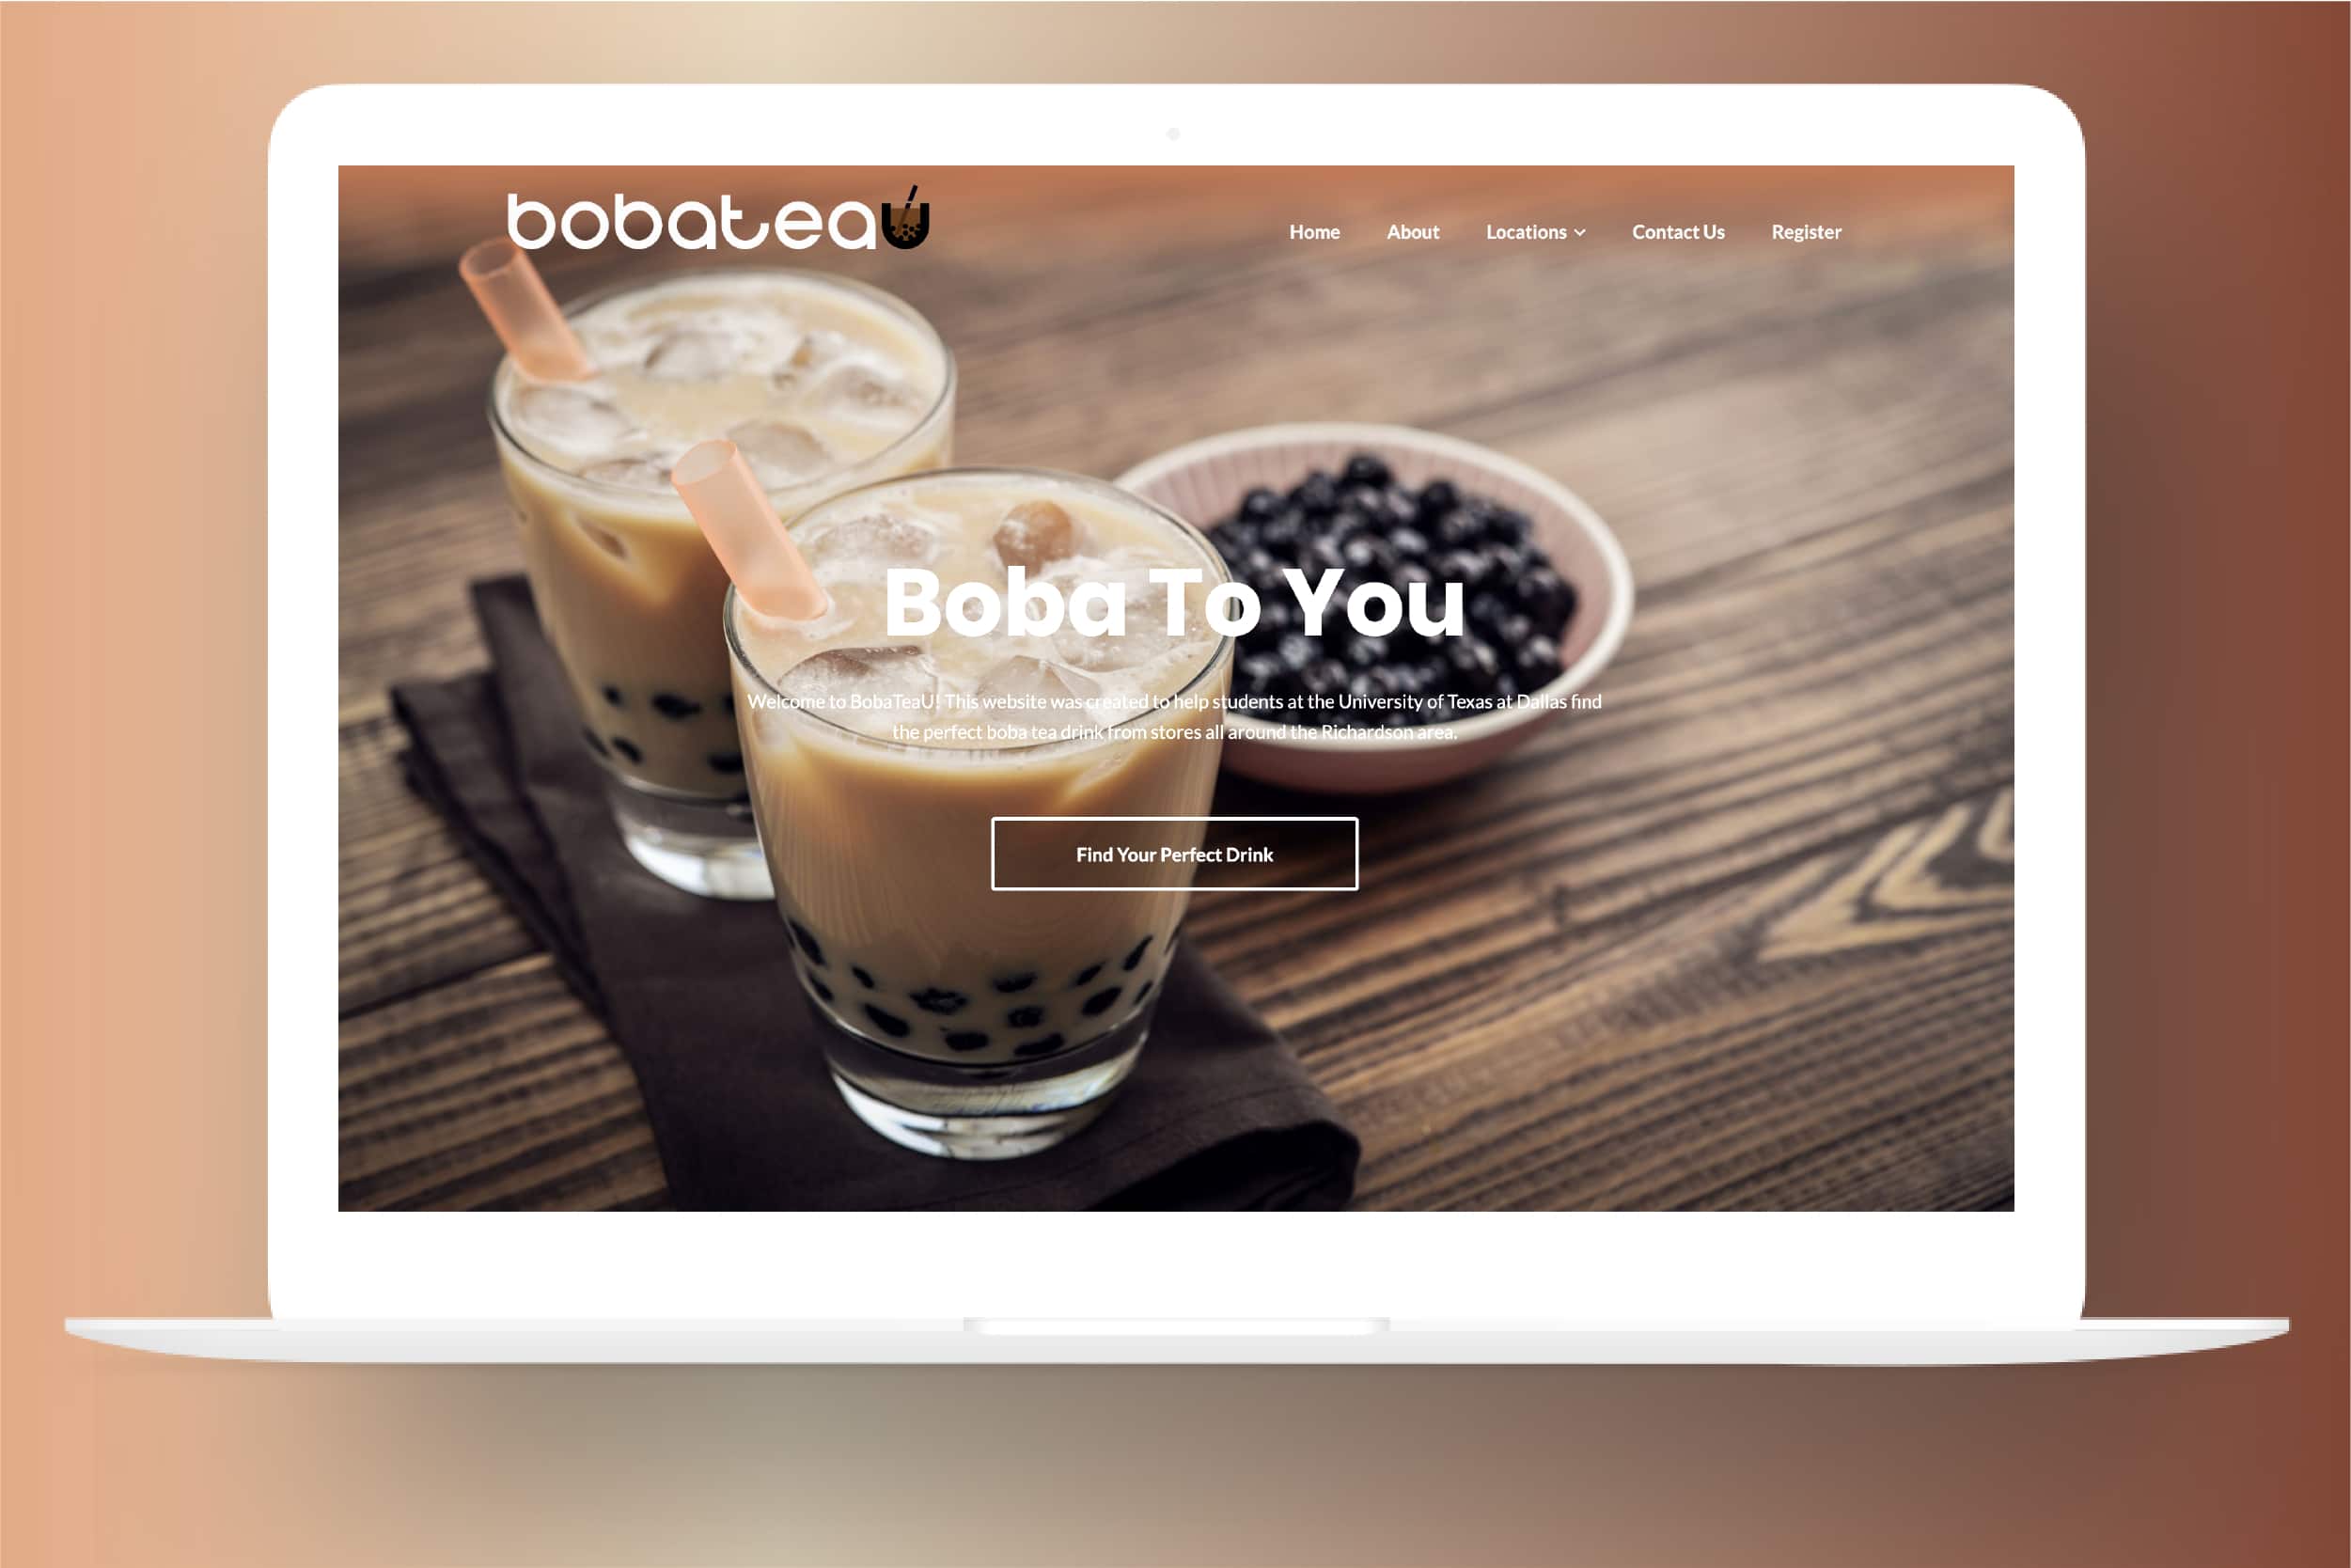 bobateaU
Home About Locations Contact Us Register
Boba To You
Welcome to BobaTeaU! This website was created to help students at the University of Texas at Dallas find
the perfect boba tea drink from stores all around the Richardson area.
Find Your Perfect Drink